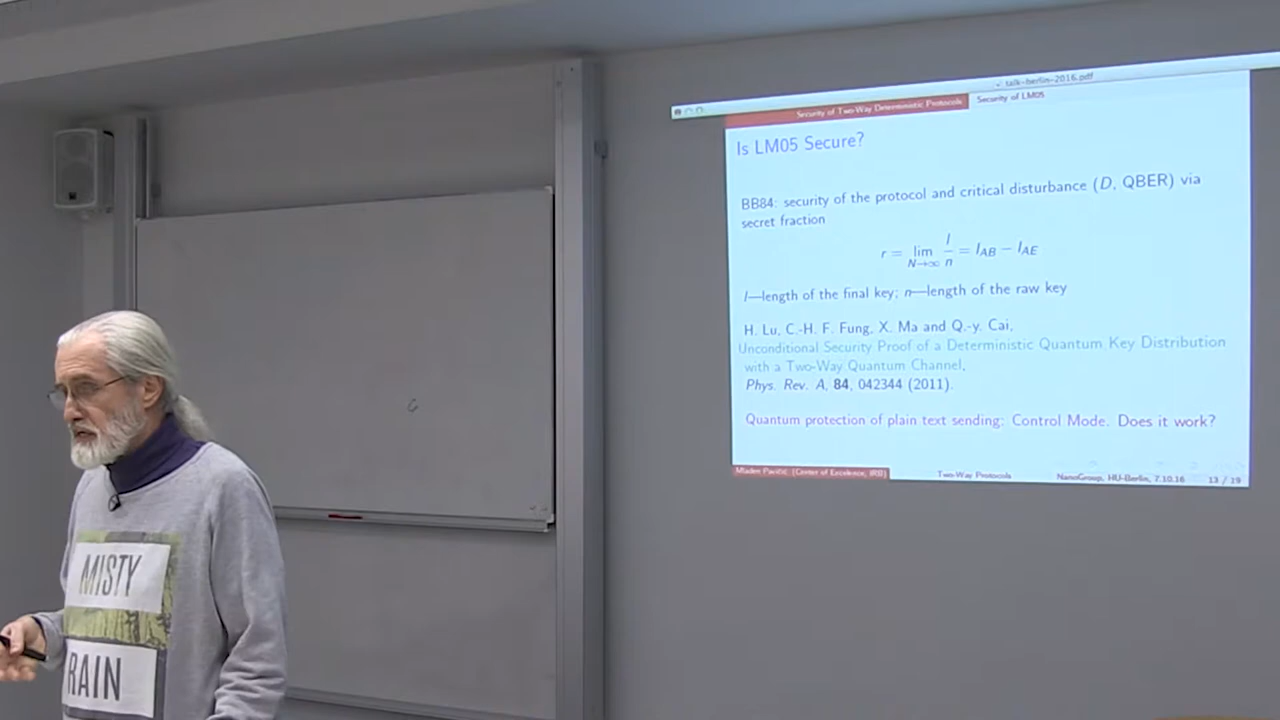 talk-berlin-2016.pdf
Security of Two-Way Deterministic Protocols
Security of LM05
Is LM05 Secure?
BB84: security of the protocol and critical disturbance (D, QBER) via
secret fraction
r = lim N→∞ l/n = I_AB − I_AE
l—length of the final key; n—length of the raw key
H. Lu, C.-H. F. Fung, X. Ma and Q.-y. Cai,
Unconditional Security Proof of a Deterministic Quantum Key Distribution
with a Two-Way Quantum Channel,
Phys. Rev. A, 84, 042344 (2011).
Quantum protection of plain text sending: Control Mode. Does it work?
Mladen Pavičić (Center of Excellence, IRB)
Two-Way Protocols
NanoGroup, HU-Berlin, 7.10.16
13 / 19
MISTY
RAIN